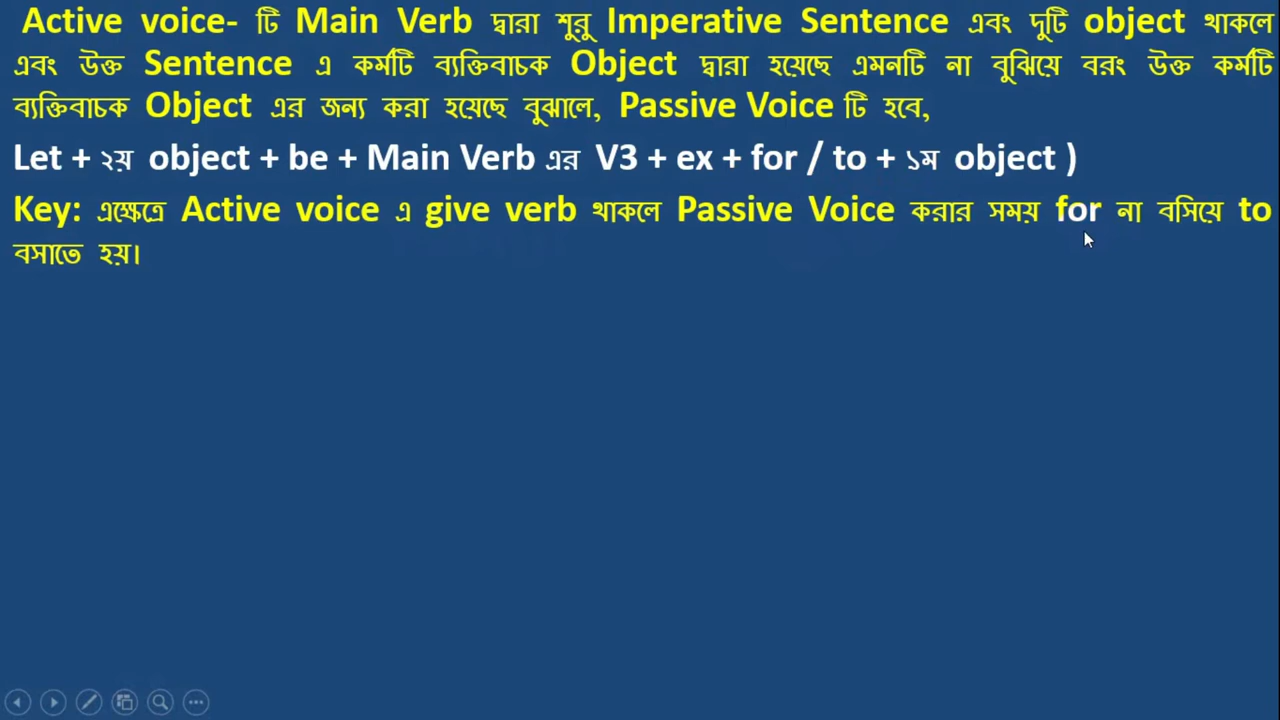 Active voice- টি Main Verb দ্বারা শুরু Imperative Sentence এবং দুটি object থাকলে
এবং উক্ত Sentence এ কর্মটি ব্যক্তিবাচক Object দ্বারা হয়েছে এমনটি না বুঝিয়ে বরং উক্ত কর্মটি
ব্যক্তিবাচক Object এর জন্য করা হয়েছে বুঝালে, Passive Voice টি হবে,
Let + ২য় object + be + Main Verb এর V3 + ex + for / to + ১ম object )
Key: এক্ষেত্রে Active voice এ give verb থাকলে Passive Voice করার সময় for না বসিয়ে to
বসাতে হয়।